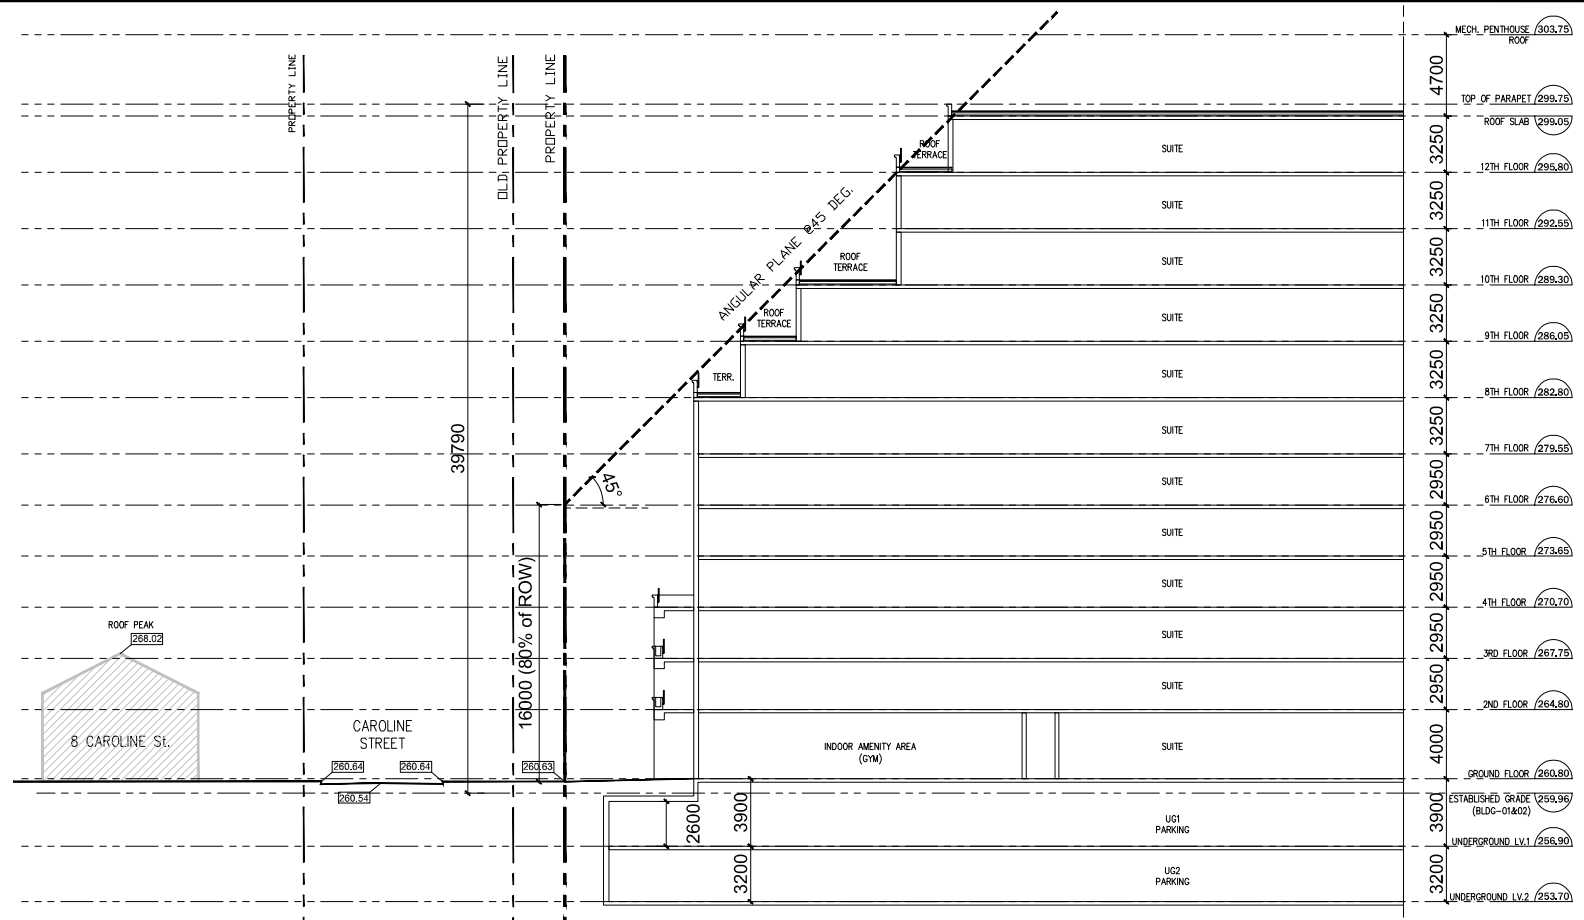 MECH. PENTHOUSE 303.75
ROOF
PROPERTY LINE
OLD PROPERTY LINE
PROPERTY LINE
4700
TOP OF PARAPET 299.75
ROOF SLAB 299.05
ROOF
TERRACE
SUITE
3250
12TH FLOOR 295.80
SUITE
3250
11TH FLOOR 292.55
ANGULAR PLANE @45 DEG.
ROOF
TERRACE
SUITE
3250
10TH FLOOR 289.30
ROOF
TERRACE
SUITE
3250
9TH FLOOR 286.05
TERR.
SUITE
3250
8TH FLOOR 282.80
39790
SUITE
3250
7TH FLOOR 279.55
45°
SUITE
2950
6TH FLOOR 276.60
SUITE
2950
5TH FLOOR 273.65
16000 (80% of ROW)
SUITE
2950
4TH FLOOR 270.70
ROOF PEAK
268.02
SUITE
2950
3RD FLOOR 267.75
SUITE
2950
2ND FLOOR 264.80
8 CAROLINE St.
CAROLINE
STREET
INDOOR AMENITY AREA
(GYM)
SUITE
4000
260.64
260.64
260.63
GROUND FLOOR 260.80
260.54
ESTABLISHED GRADE 259.96
(BLDG-01&02)
2600
3900
UG1
PARKING
3900
UNDERGROUND LV.1 256.90
3200
UG2
PARKING
3200
UNDERGROUND LV.2 253.70